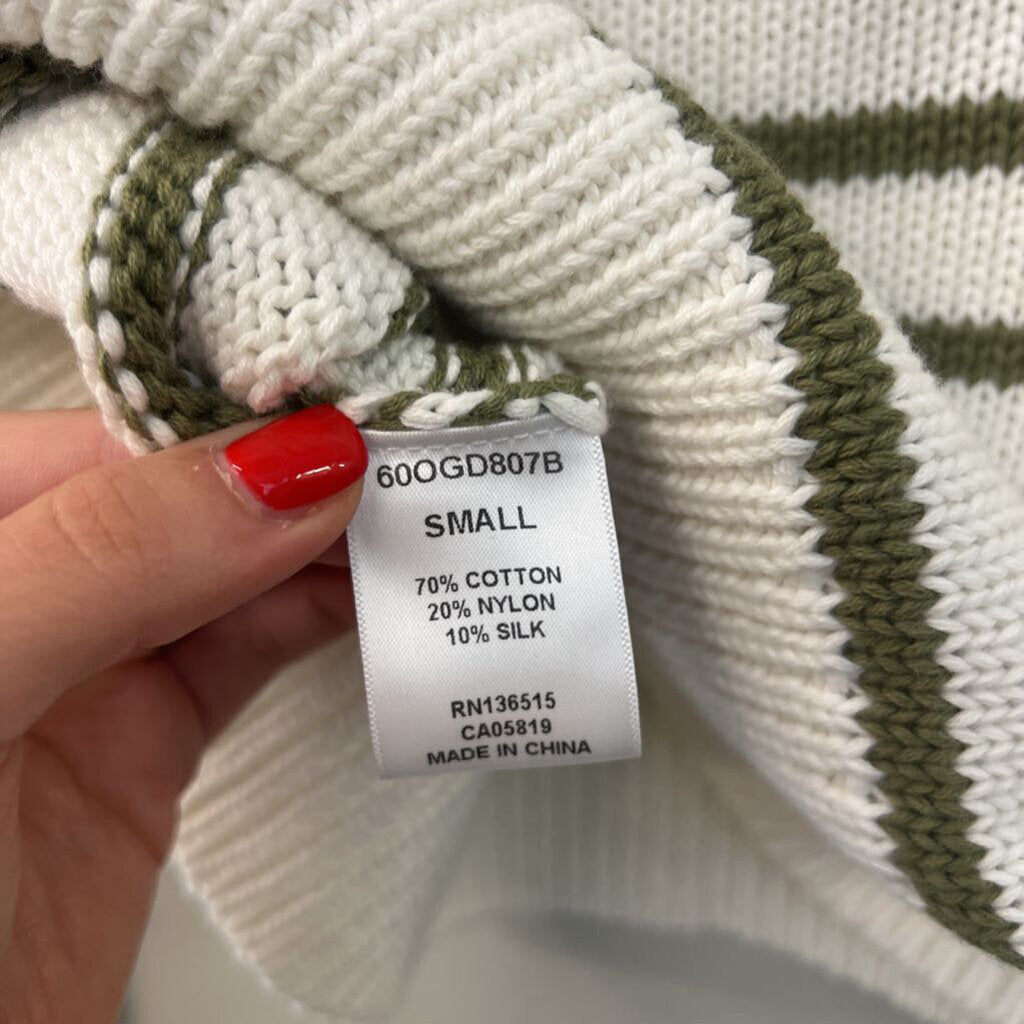 60OGD807B
SMALL
70% COTTON
20% NYLON
10% SILK
RN136515
CA05819
MADE IN CHINA